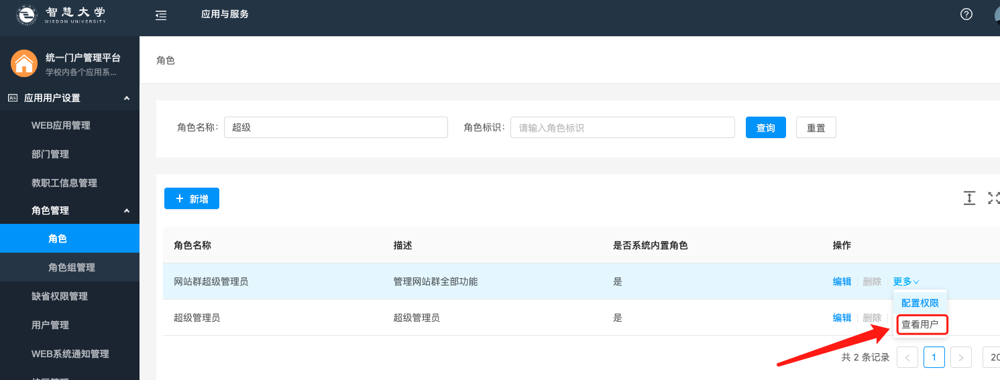 智慧大学
WISDOM UNIVERSITY
应用与服务
统一门户管理平台
学校内各个应用系...
应用用户设置
WEB应用管理
部门管理
教职工信息管理
角色管理
角色
角色组管理
缺省权限管理
用户管理
WEB系统通知管理
角色
角色名称: 超级 角色标识: 请输入角色标识 查询 重置
+ 新增
角色名称 描述 是否系统内置角色 操作
网站群超级管理员 管理网站群全部功能 是 编辑 删除 更多
配置权限
超级管理员 超级管理员 是 编辑 删除
查看用户
共 2 条记录 < 1 > 20